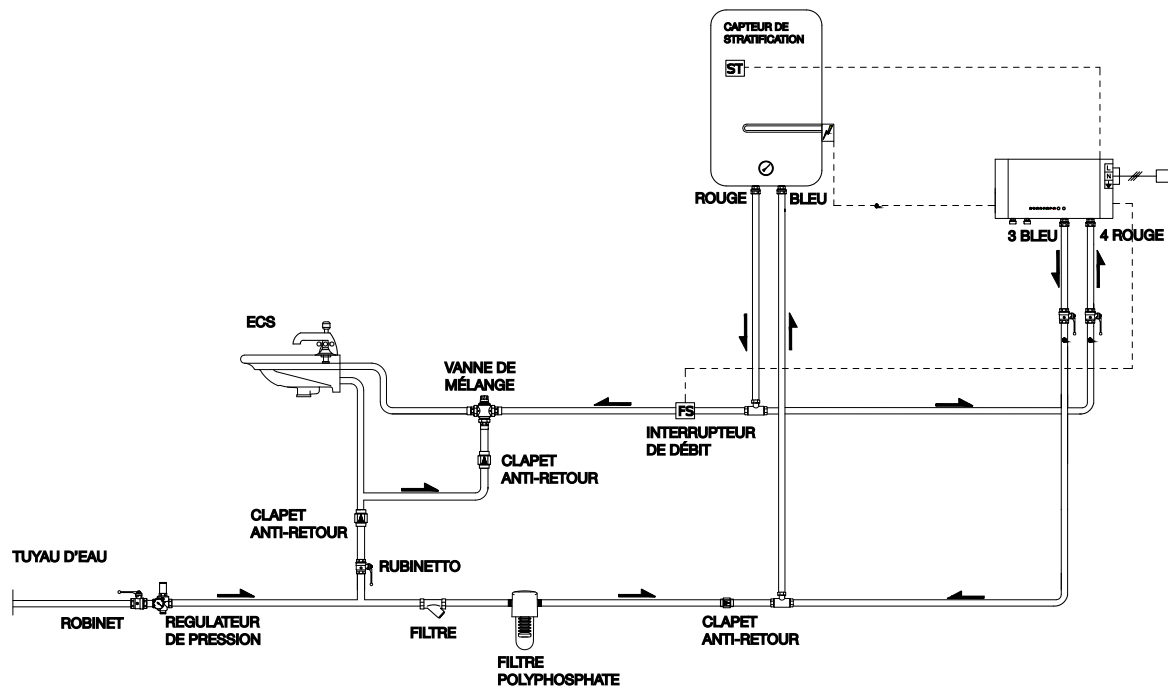 CAPTEUR DE
STRATIFICATION
ST
L
N
ROUGE
BLEU
3 BLEU
4 ROUGE
ECS
VANNE DE
MÉLANGE
FS
INTERRUPTEUR
DE DÉBIT
CLAPET
ANTI-RETOUR
CLAPET
ANTI-RETOUR
TUYAU D'EAU
RUBINETTO
ROBINET
REGULATEUR
DE PRESSION
FILTRE
CLAPET
ANTI-RETOUR
FILTRE
POLYPHOSPHATE